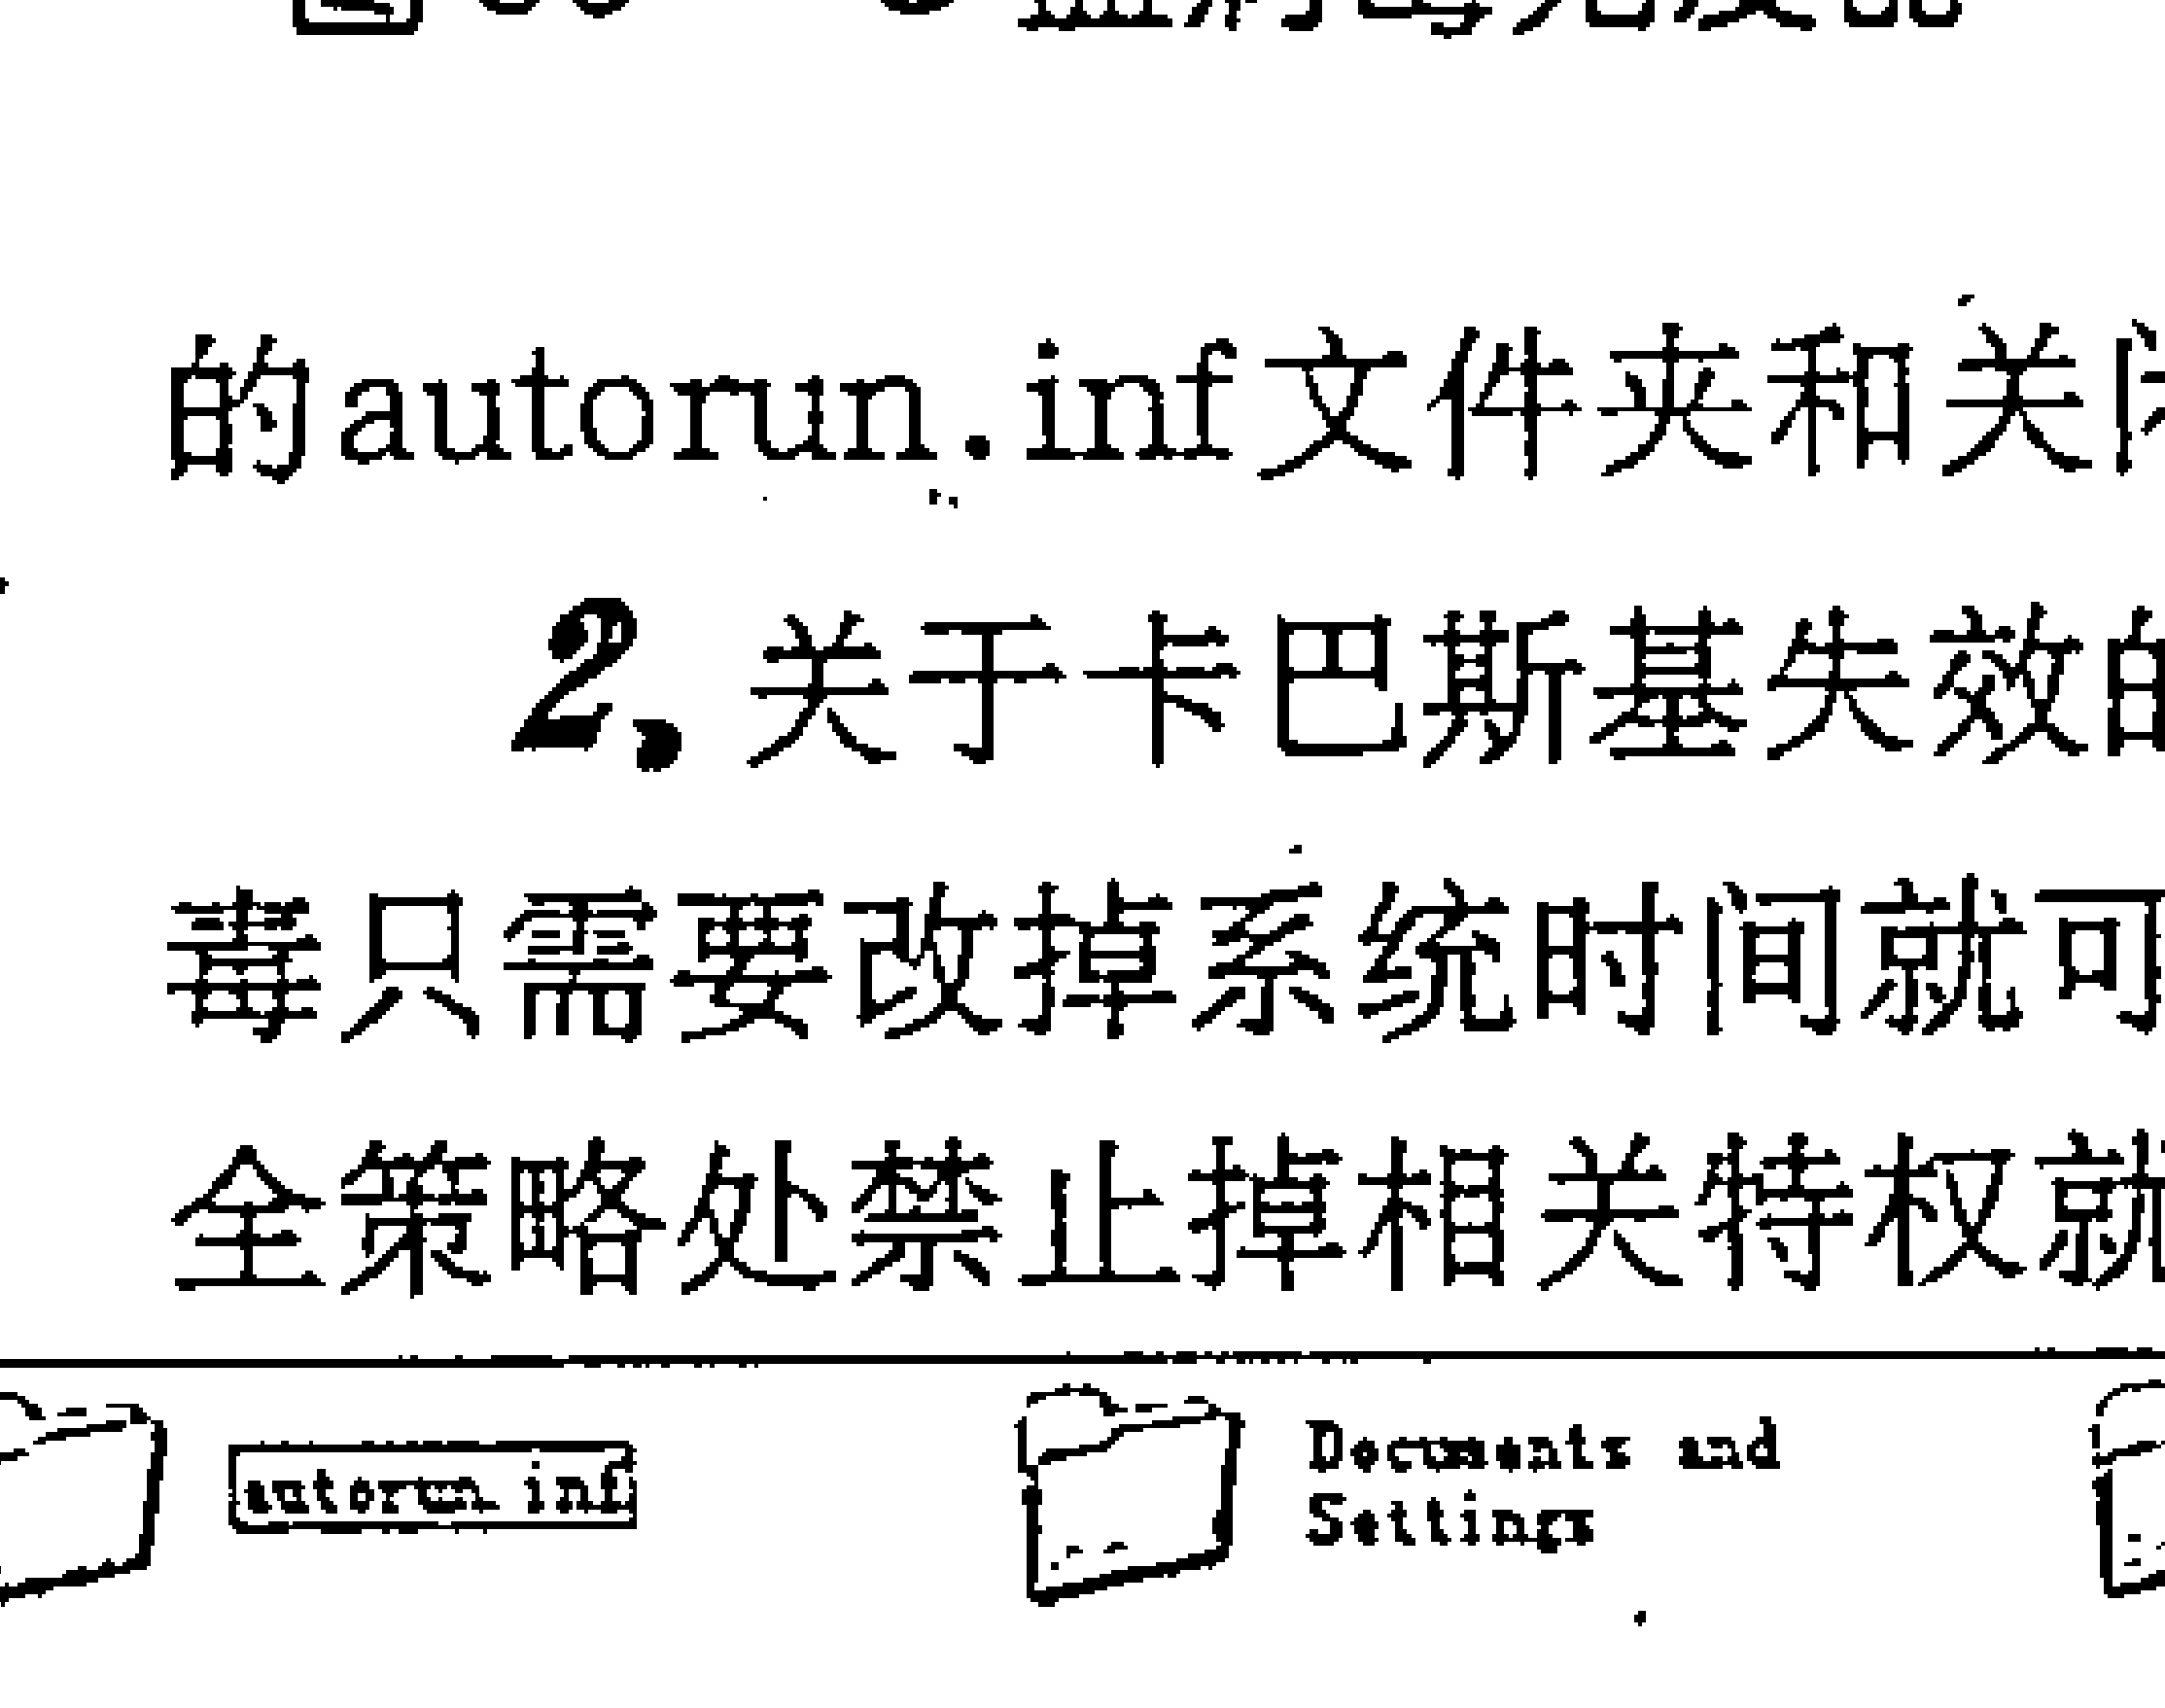 的autorun.inf文件夹和关闭
2、关于卡巴斯基失效的
毒只需要改掉系统时间就可
全策略处禁止掉相关特权就
autorun.inf
Documents and
Settings